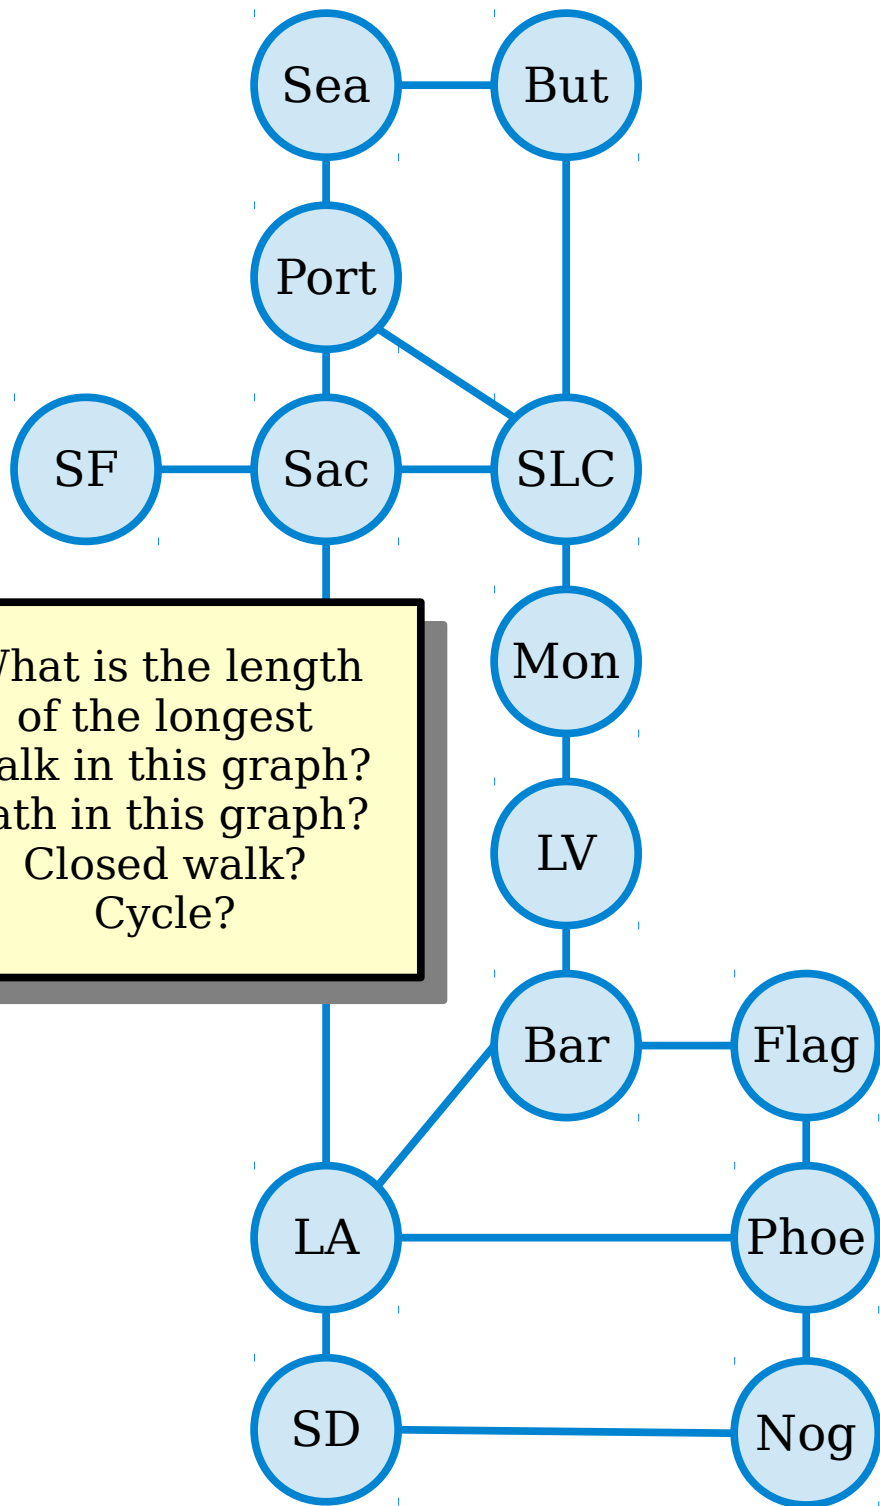 Sea
But
Port
SF
Sac
SLC
Mon
hat is the length
of the longest
alk in this graph?
ath in this graph?
Closed walk?
Cycle?
LV
Bar
Flag
LA
Phoe
SD
Nog